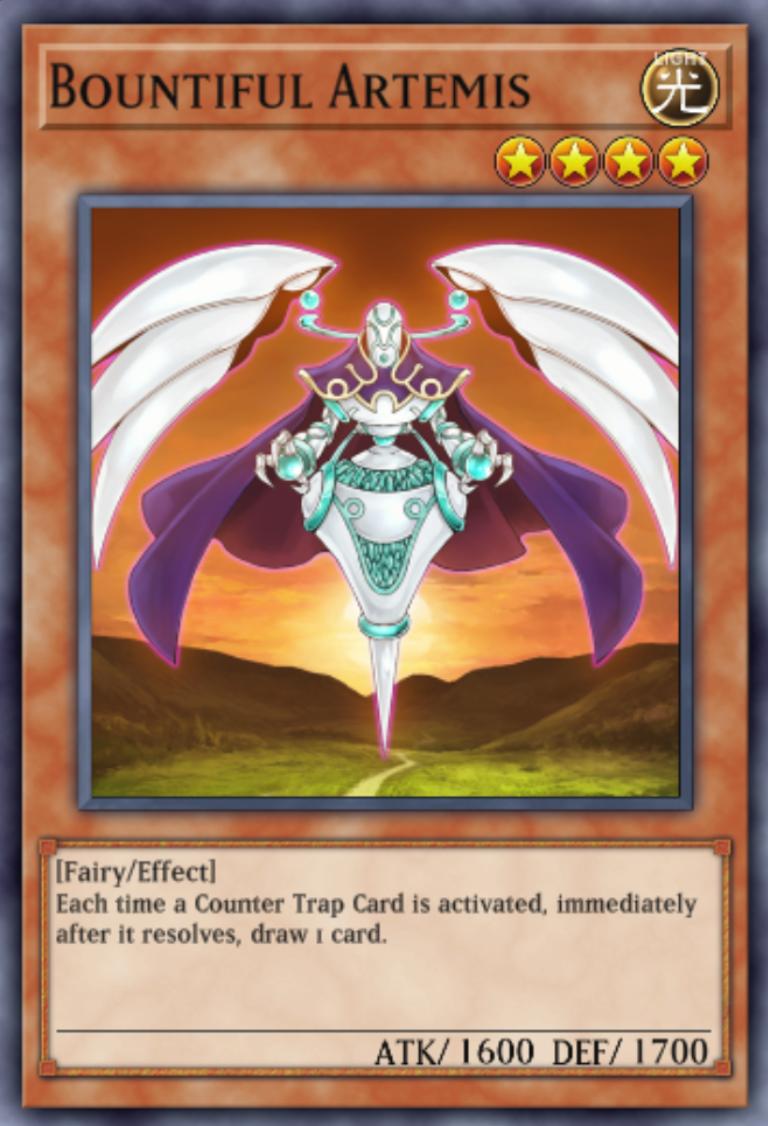 Bountiful Artemis
LIGHT
光
[Fairy/Effect]
Each time a Counter Trap Card is activated, immediately
after it resolves, draw 1 card.
ATK/ 1600 DEF/ 1700